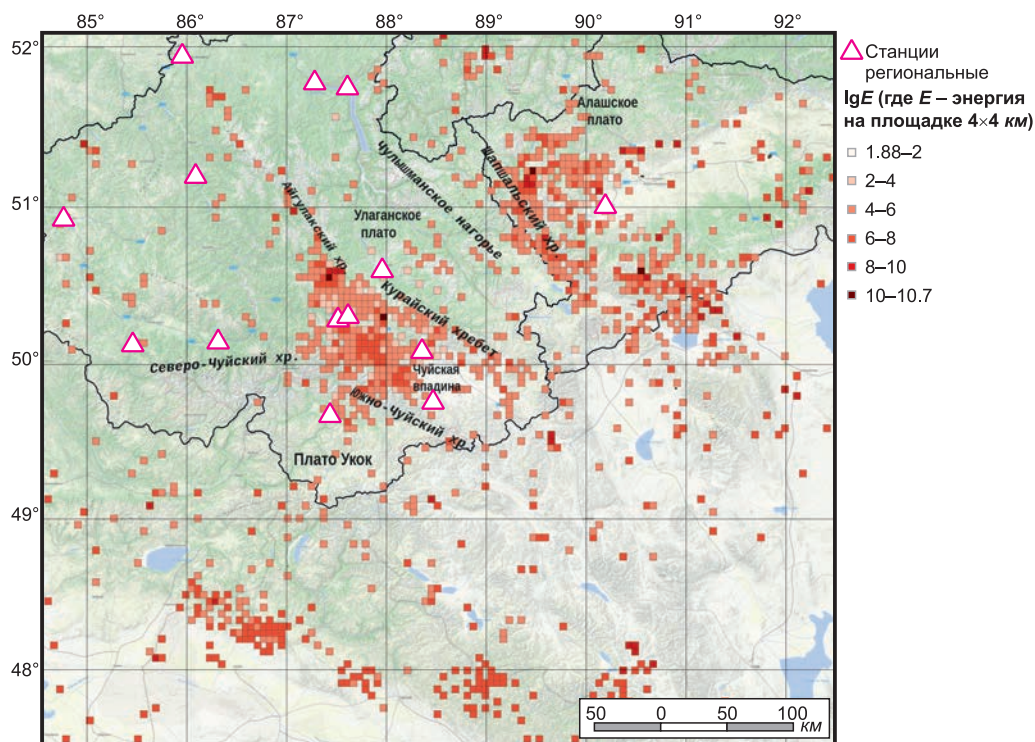 85° 86° 87° 88° 89° 90° 91° 92°
52°
51°
50°
49°
48°
Станции
региональные
lgE (где E – энергия
на площадке 4×4 км)
1.88–2
2–4
4–6
6–8
8–10
10–10.7
Алашское
плато
Шапшальский хр.
Чулышманское нагорье
Айгулакский хр.
Улаганское
плато
Курайский хребет
Северо-Чуйский хр.
Чуйская
впадина
Южно-Чуйский хр.
Плато Укок
50 0 50 100
км